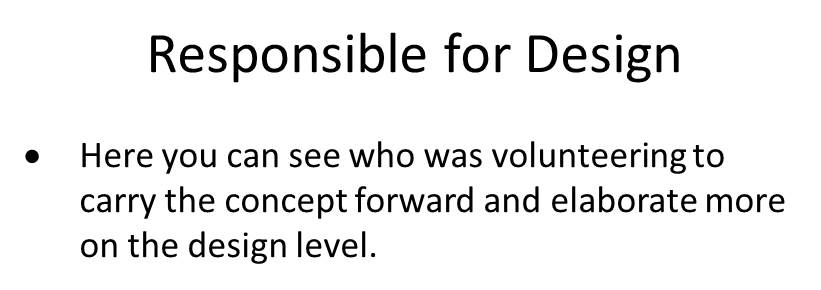 Responsible for Design
• Here you can see who was volunteering to
carry the concept forward and elaborate more
on the design level.